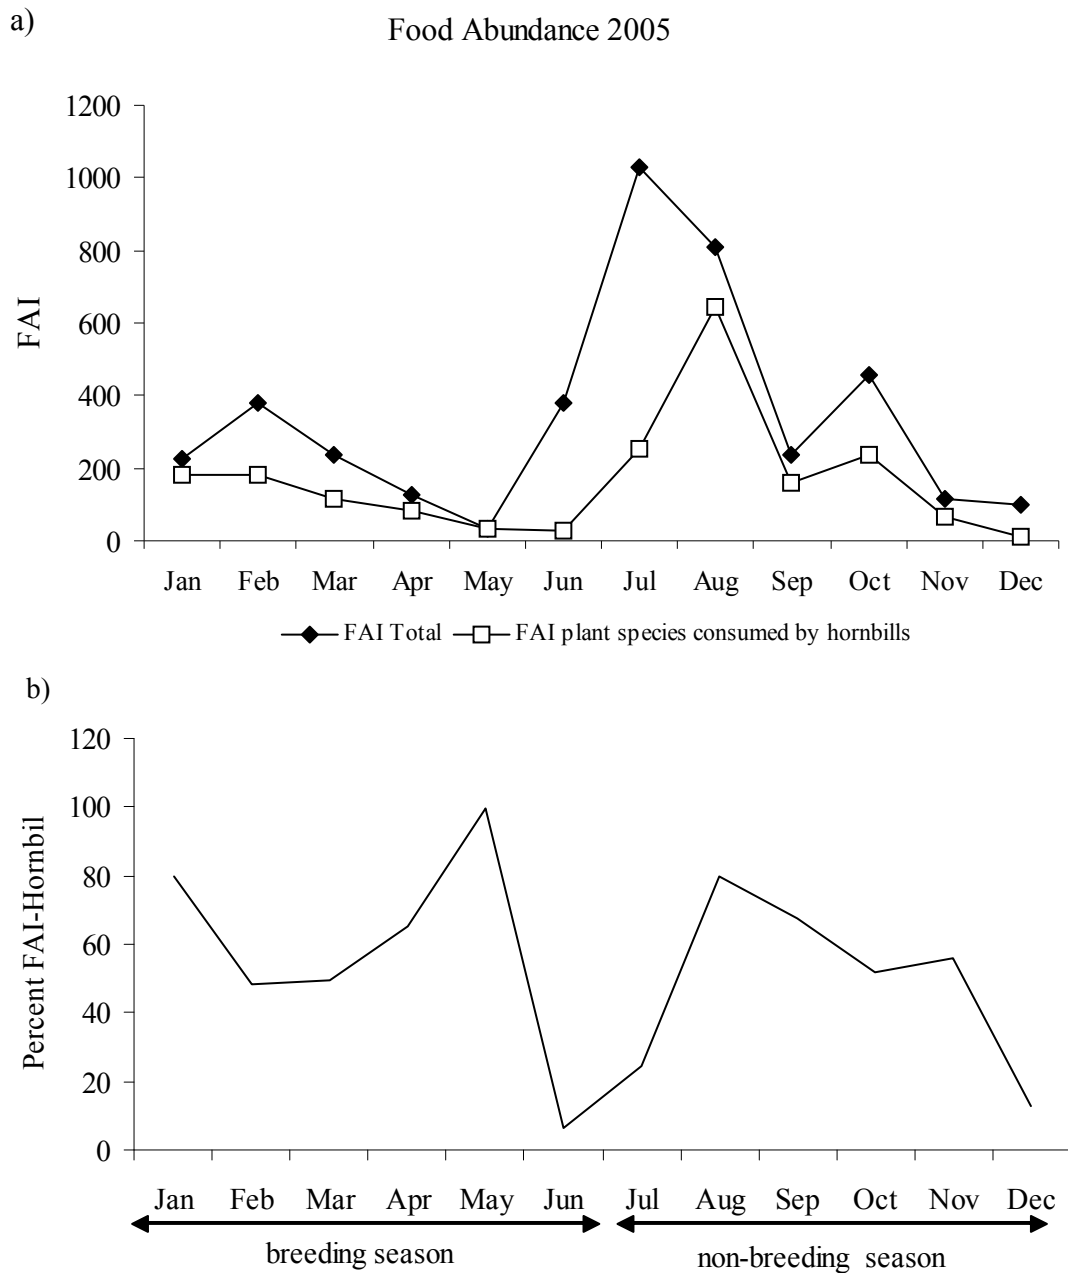 a)
Food Abundance 2005
FAI
1200
1000
800
600
400
200
0
Jan Feb Mar Apr May Jun Jul Aug Sep Oct Nov Dec
FAI Total FAI plant species consumed by hornbills
b)
Percent FAI-Hornbil
120
100
80
60
40
20
0
Jan Feb Mar Apr May Jun Jul Aug Sep Oct Nov Dec
breeding season non-breeding season